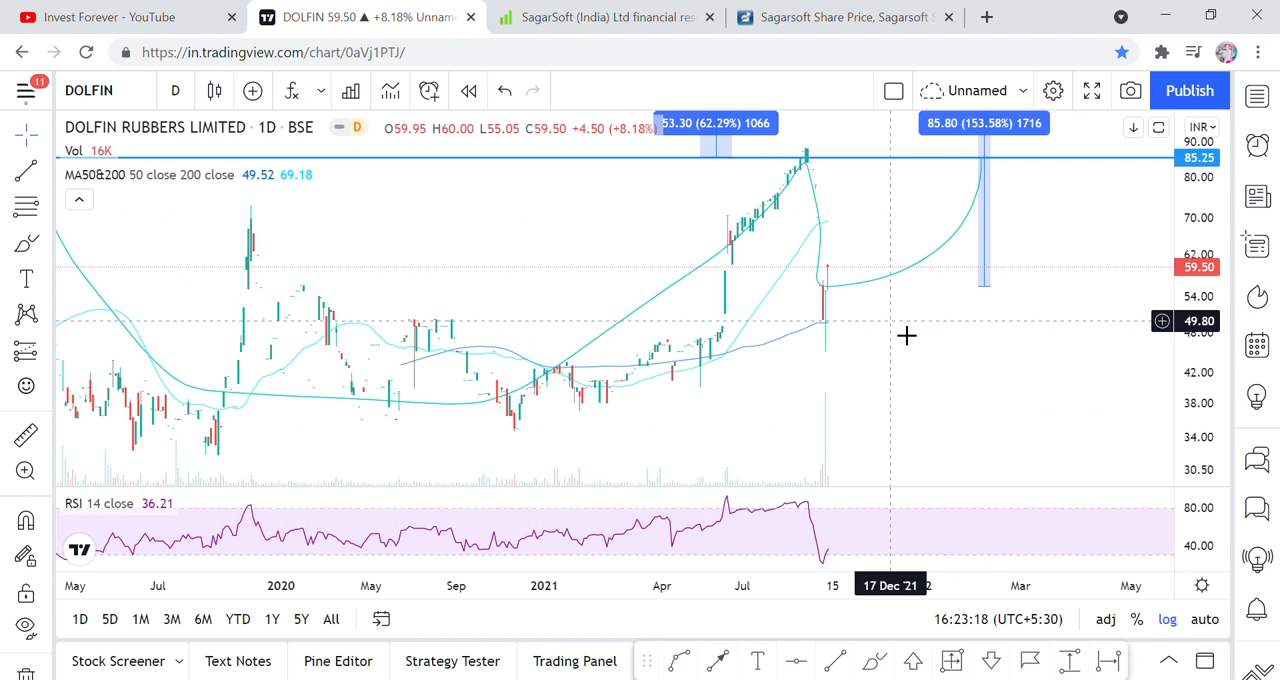 Invest Forever - YouTube
DOLFIN 59.50 ▲ +8.18% Unnam
SagarSoft (India) Ltd financial res
Sagarsoft Share Price, Sagarsoft S
https://in.tradingview.com/chart/0aVj1PTJ/
11
DOLFIN
D
Unnamed
Publish
DOLFIN RUBBERS LIMITED · 1D · BSE
D
O59.95 H60.00 L55.05 C59.50 +4.50 (+8.18%)
53.30 (62.29%) 1066
85.80 (153.58%) 1716
INR
Vol 16K
MA50&200 50 close 200 close 49.52 69.18
90.00
85.25
80.00
70.00
62.00
59.50
54.00
49.80
42.00
38.00
34.00
30.50
RSI 14 close 36.21
80.00
40.00
May
Jul
2020
May
Sep
2021
Apr
Jul
15
17 Dec '21
Mar
May
1D 5D 1M 3M 6M YTD 1Y 5Y All
16:23:18 (UTC+5:30)
adj % log auto
Stock Screener
Text Notes
Pine Editor
Strategy Tester
Trading Panel